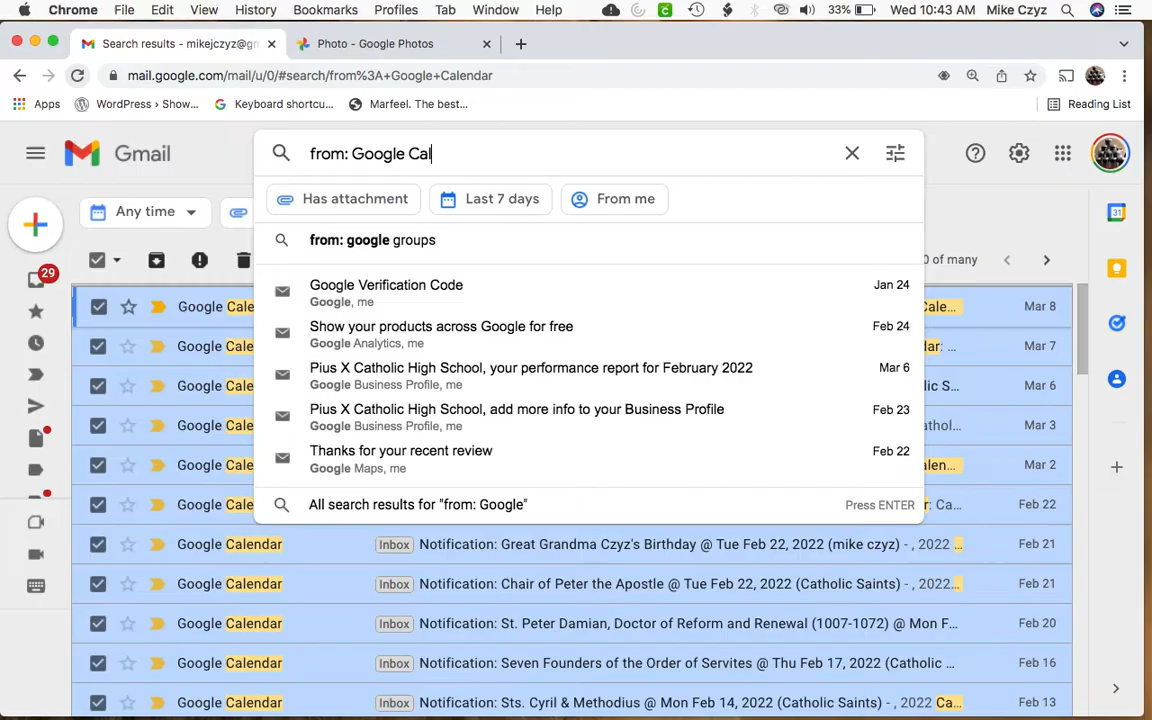 Chrome File Edit View History Bookmarks Profiles Tab Window Help 33% Wed 10:43 AM Mike Czyz
Search results - mikejczyz@gm Photo - Google Photos
mail.google.com/mail/u/0/#search/from%3A+Google+Calendar
Apps WordPress › Show... Keyboard shortcu... Marfeel. The best... Reading List
Gmail
from: Google Cal
Any time
Has attachment Last 7 days From me
from: google groups
0 of many
29
Google Verification Code Jan 24
Google, me
Show your products across Google for free Feb 24
Google Analytics, me
Pius X Catholic High School, your performance report for February 2022 Mar 6
Google Business Profile, me
Pius X Catholic High School, add more info to your Business Profile Feb 23
Google Business Profile, me
Thanks for your recent review Feb 22
Google Maps, me
All search results for "from: Google" Press ENTER
Google Cale Cale... Mar 8
Google Cale dar: ... Mar 7
Google Cale lic S... Mar 6
Google Cale athol... Mar 3
Google Cale alen... Mar 2
Google Cale r: Ca... Feb 22
Google Calendar Inbox Notification: Great Grandma Czyz's Birthday @ Tue Feb 22, 2022 (mike czyz) - , 2022 ... Feb 21
Google Calendar Inbox Notification: Chair of Peter the Apostle @ Tue Feb 22, 2022 (Catholic Saints) - , 2022... Feb 21
Google Calendar Inbox Notification: St. Peter Damian, Doctor of Reform and Renewal (1007-1072) @ Mon F... Feb 20
Google Calendar Inbox Notification: Seven Founders of the Order of Servites @ Thu Feb 17, 2022 (Catholic ... Feb 16
Google Calendar Inbox Notification: Sts. Cyril & Methodius @ Mon Feb 14, 2022 (Catholic Saints) - , 2022 Ca... Feb 13
31